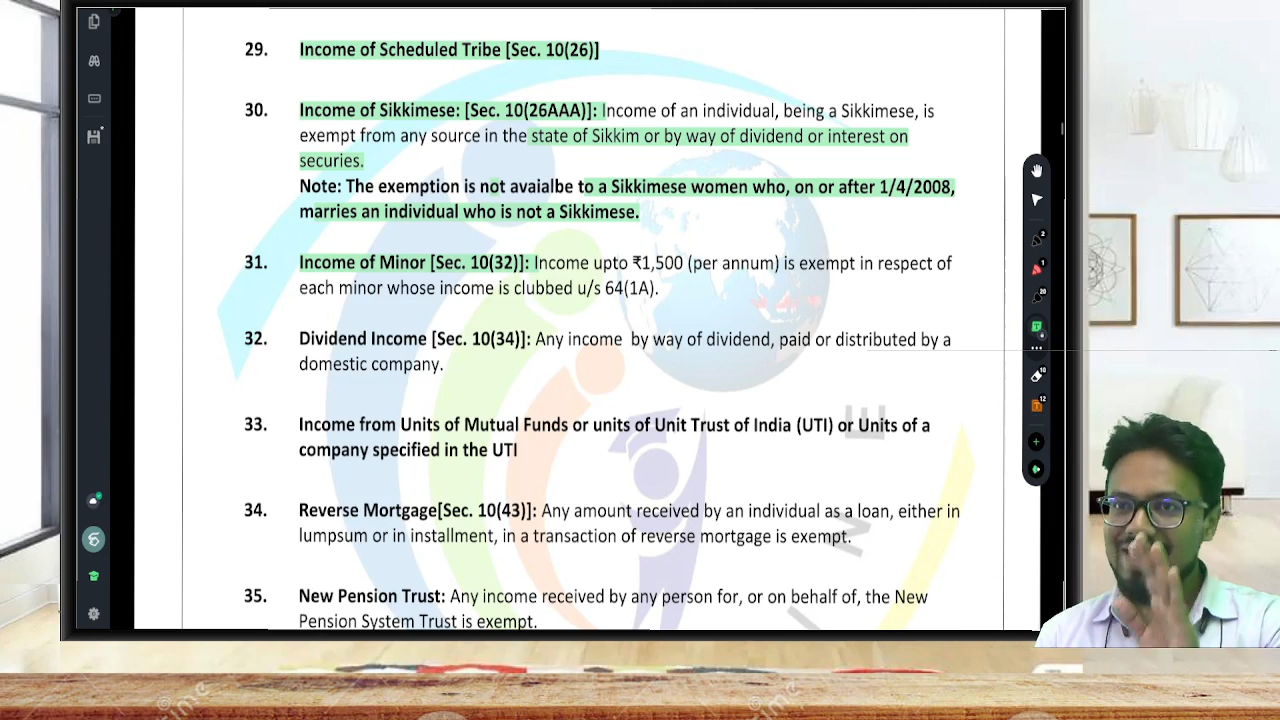 29. Income of Scheduled Tribe [Sec. 10(26)]
30. Income of Sikkimese: [Sec. 10(26AAA)]: Income of an individual, being a Sikkimese, is
exempt from any source in the state of Sikkim or by way of dividend or interest on
securies.
Note: The exemption is not avaialbe to a Sikkimese women who, on or after 1/4/2008,
marries an individual who is not a Sikkimese.
31. Income of Minor [Sec. 10(32)]: Income upto ₹1,500 (per annum) is exempt in respect of
each minor whose income is clubbed u/s 64(1A).
32. Dividend Income [Sec. 10(34)]: Any income by way of dividend, paid or distributed by a
domestic company.
33. Income from Units of Mutual Funds or units of Unit Trust of India (UTI) or Units of a
company specified in the UTI
34. Reverse Mortgage[Sec. 10(43)]: Any amount received by an individual as a loan, either in
lumpsum or in installment, in a transaction of reverse mortgage is exempt.
35. New Pension Trust: Any income received by any person for, or on behalf of, the New
Pension System Trust is exempt.
I N E
2
1
20
10
12